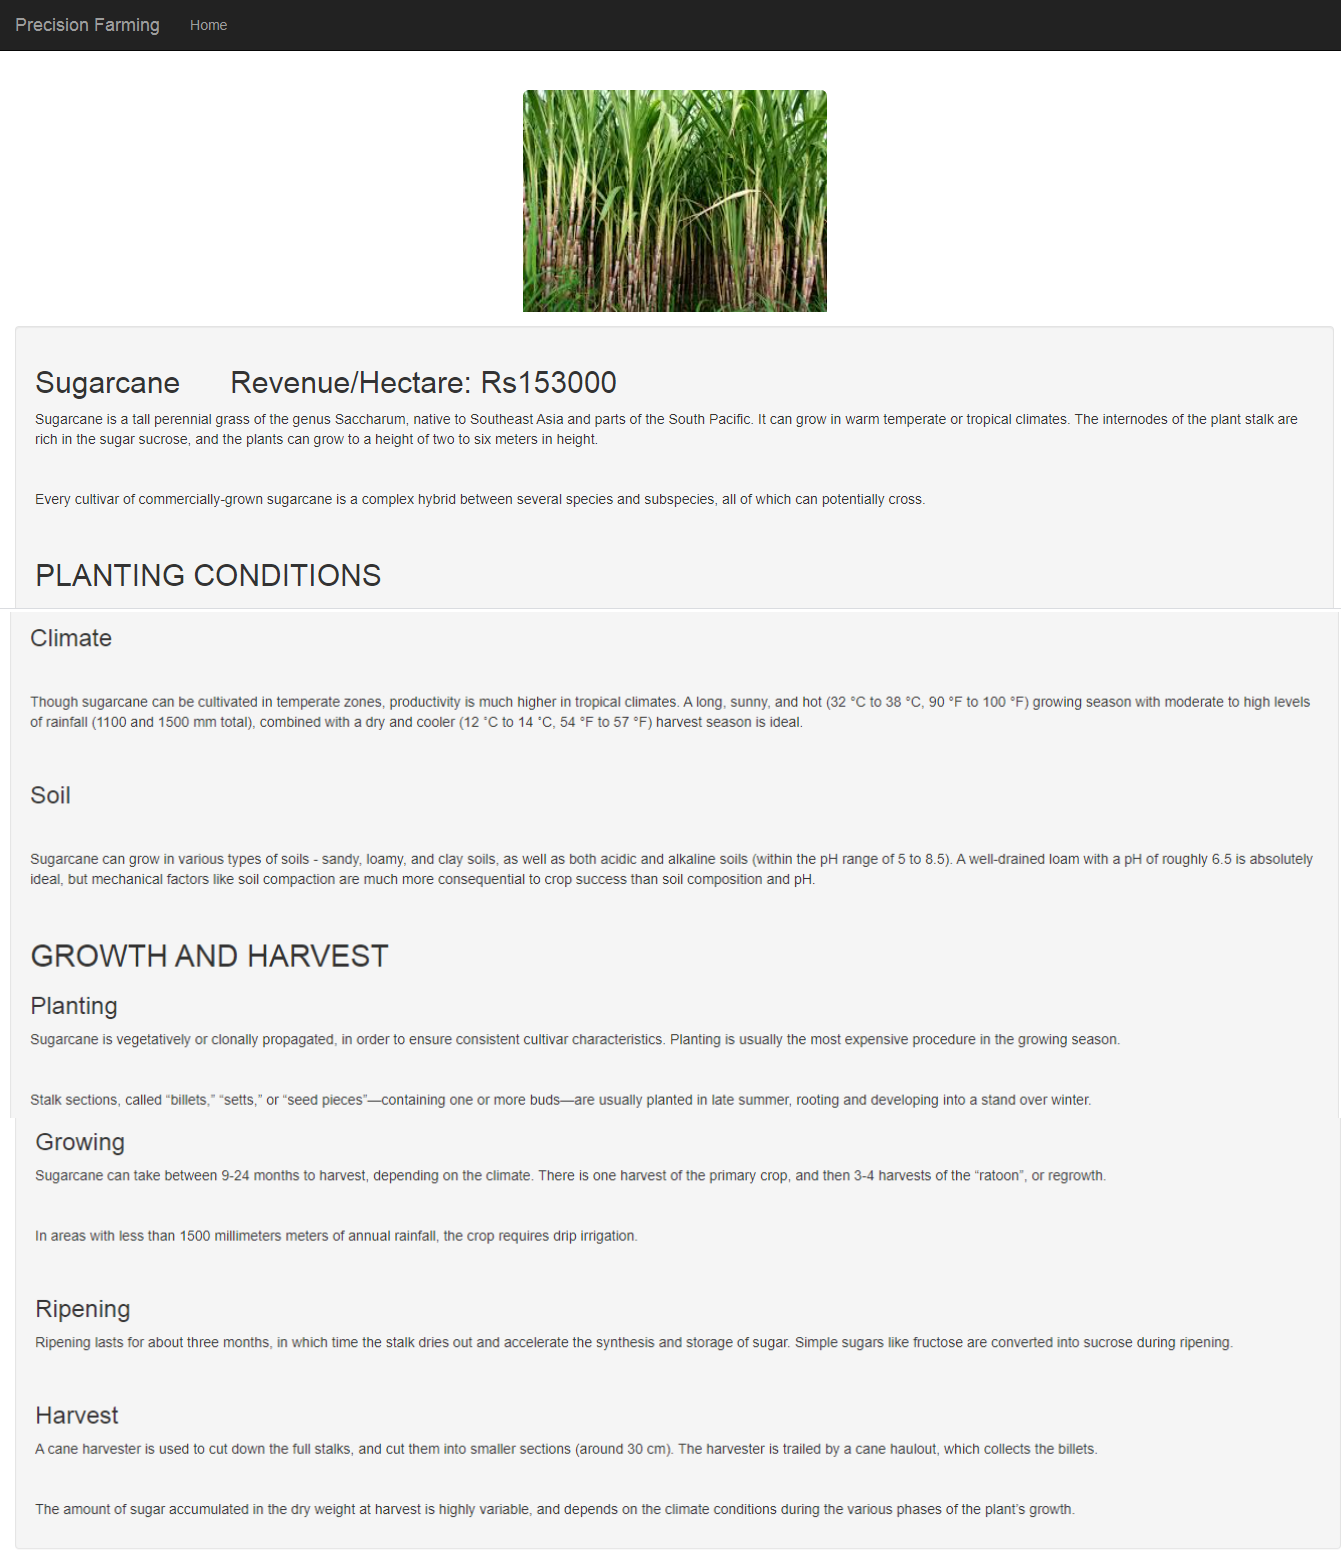 Precision Farming Home
Sugarcane Revenue/Hectare: Rs153000
Sugarcane is a tall perennial grass of the genus Saccharum, native to Southeast Asia and parts of the South Pacific. It can grow in warm temperate or tropical climates. The internodes of the plant stalk are
rich in the sugar sucrose, and the plants can grow to a height of two to six meters in height.
Every cultivar of commercially-grown sugarcane is a complex hybrid between several species and subspecies, all of which can potentially cross.
PLANTING CONDITIONS
Climate
Though sugarcane can be cultivated in temperate zones, productivity is much higher in tropical climates. A long, sunny, and hot (32 °C to 38 °C, 90 °F to 100 °F) growing season with moderate to high levels
of rainfall (1100 and 1500 mm total), combined with a dry and cooler (12 °C to 14 °C, 54 °F to 57 °F) harvest season is ideal.
Soil
Sugarcane can grow in various types of soils - sandy, loamy, and clay soils, as well as both acidic and alkaline soils (within the pH range of 5 to 8.5). A well-drained loam with a pH of roughly 6.5 is absolutely
ideal, but mechanical factors like soil compaction are much more consequential to crop success than soil composition and pH.
GROWTH AND HARVEST
Planting
Sugarcane is vegetatively or clonally propagated, in order to ensure consistent cultivar characteristics. Planting is usually the most expensive procedure in the growing season.
Stalk sections, called “billets,” “setts,” or “seed pieces”—containing one or more buds—are usually planted in late summer, rooting and developing into a stand over winter.
Growing
Sugarcane can take between 9-24 months to harvest, depending on the climate. There is one harvest of the primary crop, and then 3-4 harvests of the “ratoon”, or regrowth.
In areas with less than 1500 millimeters meters of annual rainfall, the crop requires drip irrigation.
Ripening
Ripening lasts for about three months, in which time the stalk dries out and accelerate the synthesis and storage of sugar. Simple sugars like fructose are converted into sucrose during ripening.
Harvest
A cane harvester is used to cut down the full stalks, and cut them into smaller sections (around 30 cm). The harvester is trailed by a cane haulout, which collects the billets.
The amount of sugar accumulated in the dry weight at harvest is highly variable, and depends on the climate conditions during the various phases of the plant’s growth.